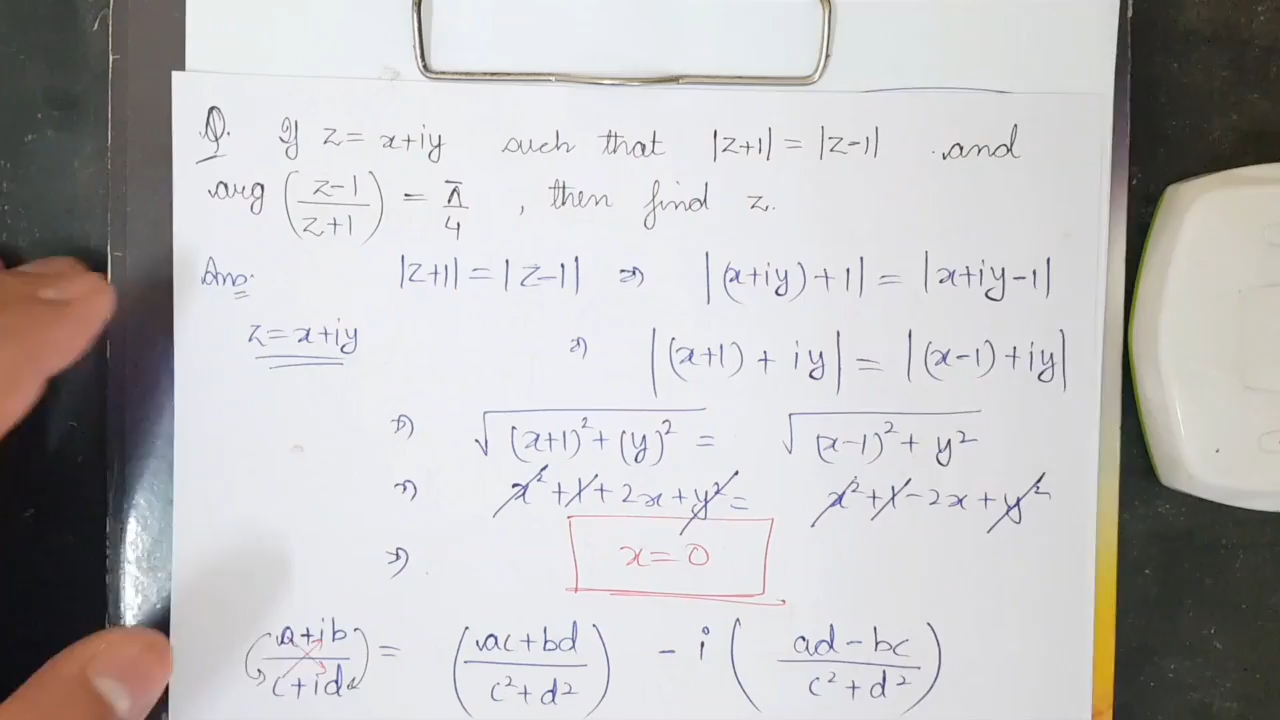 Q. If z = x+iy such that |z+1| = |z-1| and
arg ((z-1)/(z+1)) = π/4 , then find z.
Ans. |z+1| = |z-1| ⇒ |(x+iy)+1| = |x+iy-1|
z = x+iy ⇒ |(x+1) + iy| = |(x-1) + iy|
⇒ √((x+1)² + (y)²) = √((x-1)² + y²)
⇒ x² + 1 + 2x + y² = x² + 1 - 2x + y²
⇒ x = 0
(a+ib)/(c+id) = ((ac+bd)/(c²+d²)) - i ((ad-bc)/(c²+d²))